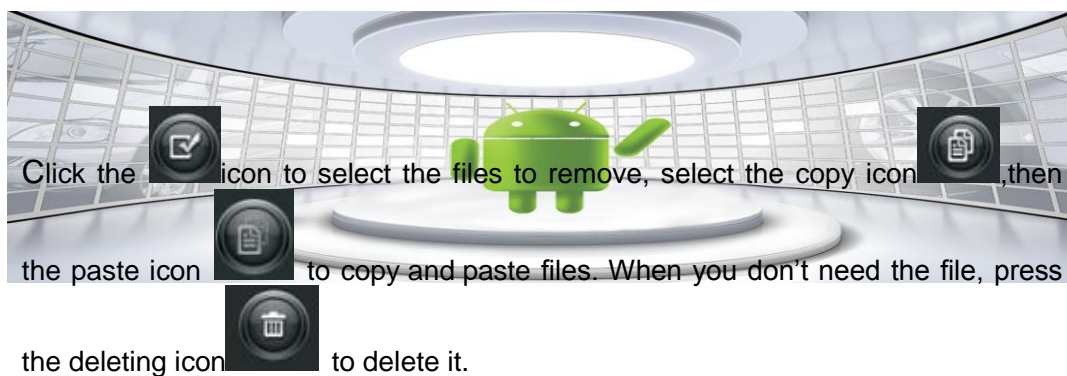 Click the icon to select the files to remove, select the copy icon ,then
the paste icon to copy and paste files. When you don’t need the file, press
the deleting icon to delete it.